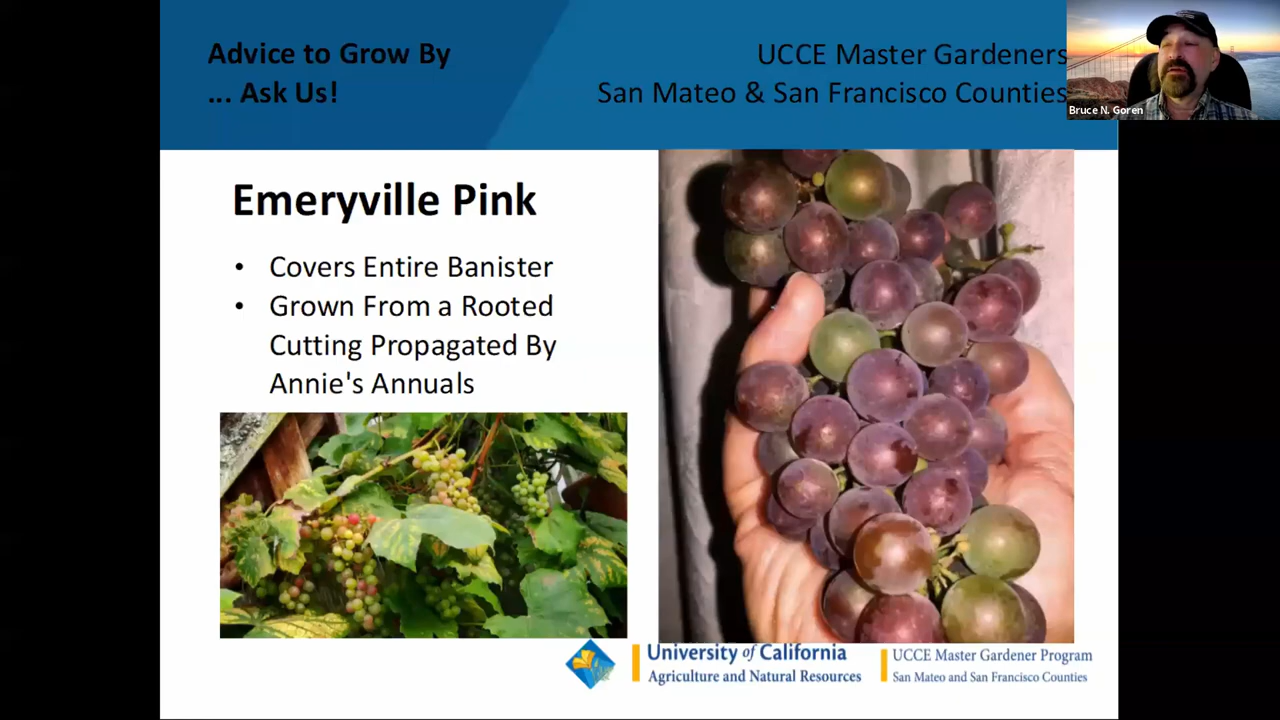 Advice to Grow By
... Ask Us!
UCCE Master Gardeners
San Mateo & San Francisco Counties
Bruce N. Goren
Emeryville Pink
• Covers Entire Banister
• Grown From a Rooted
Cutting Propagated By
Annie's Annuals
University of California
Agriculture and Natural Resources
UCCE Master Gardener Program
San Mateo and San Francisco Counties